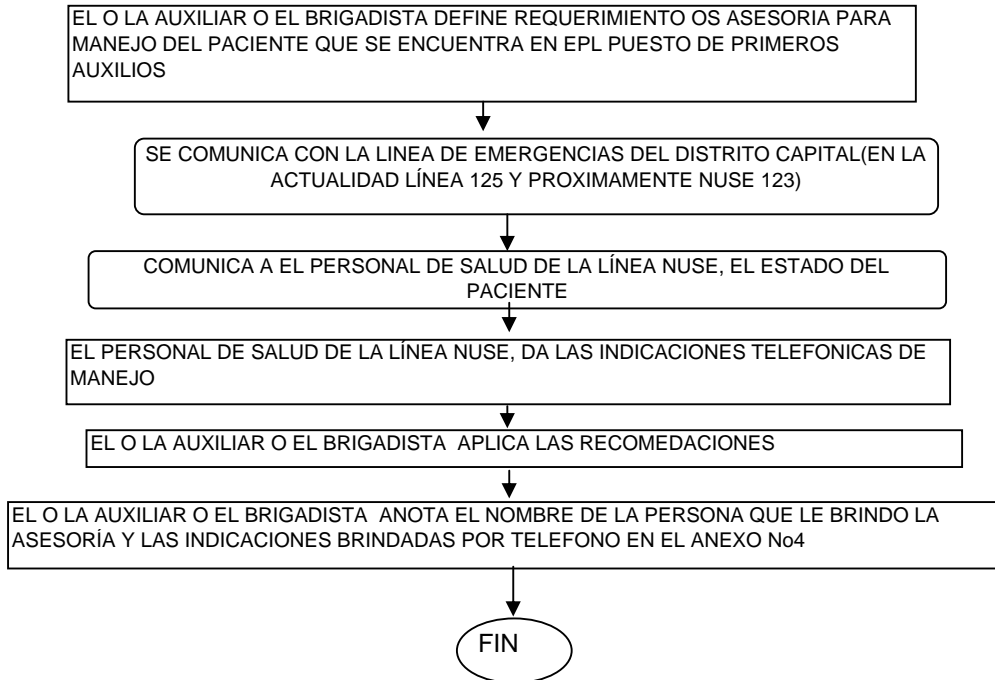 EL O LA AUXILIAR O EL BRIGADISTA DEFINE REQUERIMIENTO OS ASESORIA PARA
MANEJO DEL PACIENTE QUE SE ENCUENTRA EN EPL PUESTO DE PRIMEROS
AUXILIOS
SE COMUNICA CON LA LINEA DE EMERGENCIAS DEL DISTRITO CAPITAL(EN LA
ACTUALIDAD LÍNEA 125 Y PROXIMAMENTE NUSE 123)
COMUNICA A EL PERSONAL DE SALUD DE LA LÍNEA NUSE, EL ESTADO DEL
PACIENTE
EL PERSONAL DE SALUD DE LA LÍNEA NUSE, DA LAS INDICACIONES TELEFONICAS DE
MANEJO
EL O LA AUXILIAR O EL BRIGADISTA APLICA LAS RECOMEDACIONES
EL O LA AUXILIAR O EL BRIGADISTA ANOTA EL NOMBRE DE LA PERSONA QUE LE BRINDO LA
ASESORÍA Y LAS INDICACIONES BRINDADAS POR TELEFONO EN EL ANEXO No4
FIN